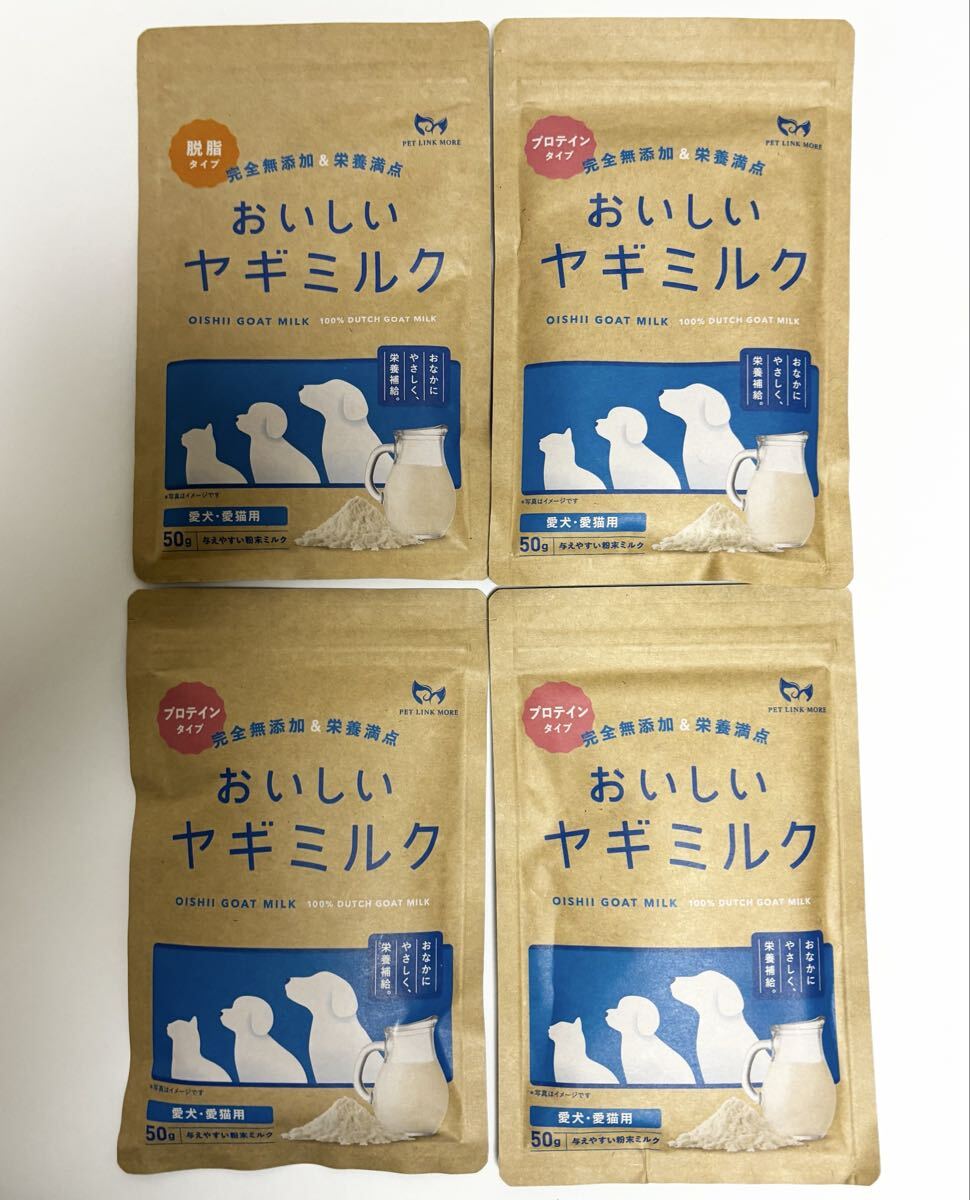 脱脂
タイプ
PET LINK MORE
完全無添加&栄養満点
おいしい
ヤギミルク
OISHII GOAT MILK 100% DUTCH GOAT MILK
おなかに
やさしく、
栄養補給。
*写真はイメージです
愛犬・愛猫用
50g 与えやすい粉末ミルク
プロテイン
タイプ
PET LINK MORE
完全無添加&栄養満点
おいしい
ヤギミルク
OISHII GOAT MILK 100% DUTCH GOAT MILK
おなかに
やさしく、
栄養補給。
*写真はイメージです
愛犬・愛猫用
50g 与えやすい粉末ミルク
プロテイン
タイプ
PET LINK MORE
完全無添加&栄養満点
おいしい
ヤギミルク
OISHII GOAT MILK 100% DUTCH GOAT MILK
おなかに
やさしく、
栄養補給。
*写真はイメージです
愛犬・愛猫用
50g 与えやすい粉末ミルク
プロテイン
タイプ
PET LINK MORE
完全無添加&栄養満点
おいしい
ヤギミルク
OISHII GOAT MILK 100% DUTCH GOAT MILK
おなかに
やさしく、
栄養補給。
*写真はイメージです
愛犬・愛猫用
50g 与えやすい粉末ミルク